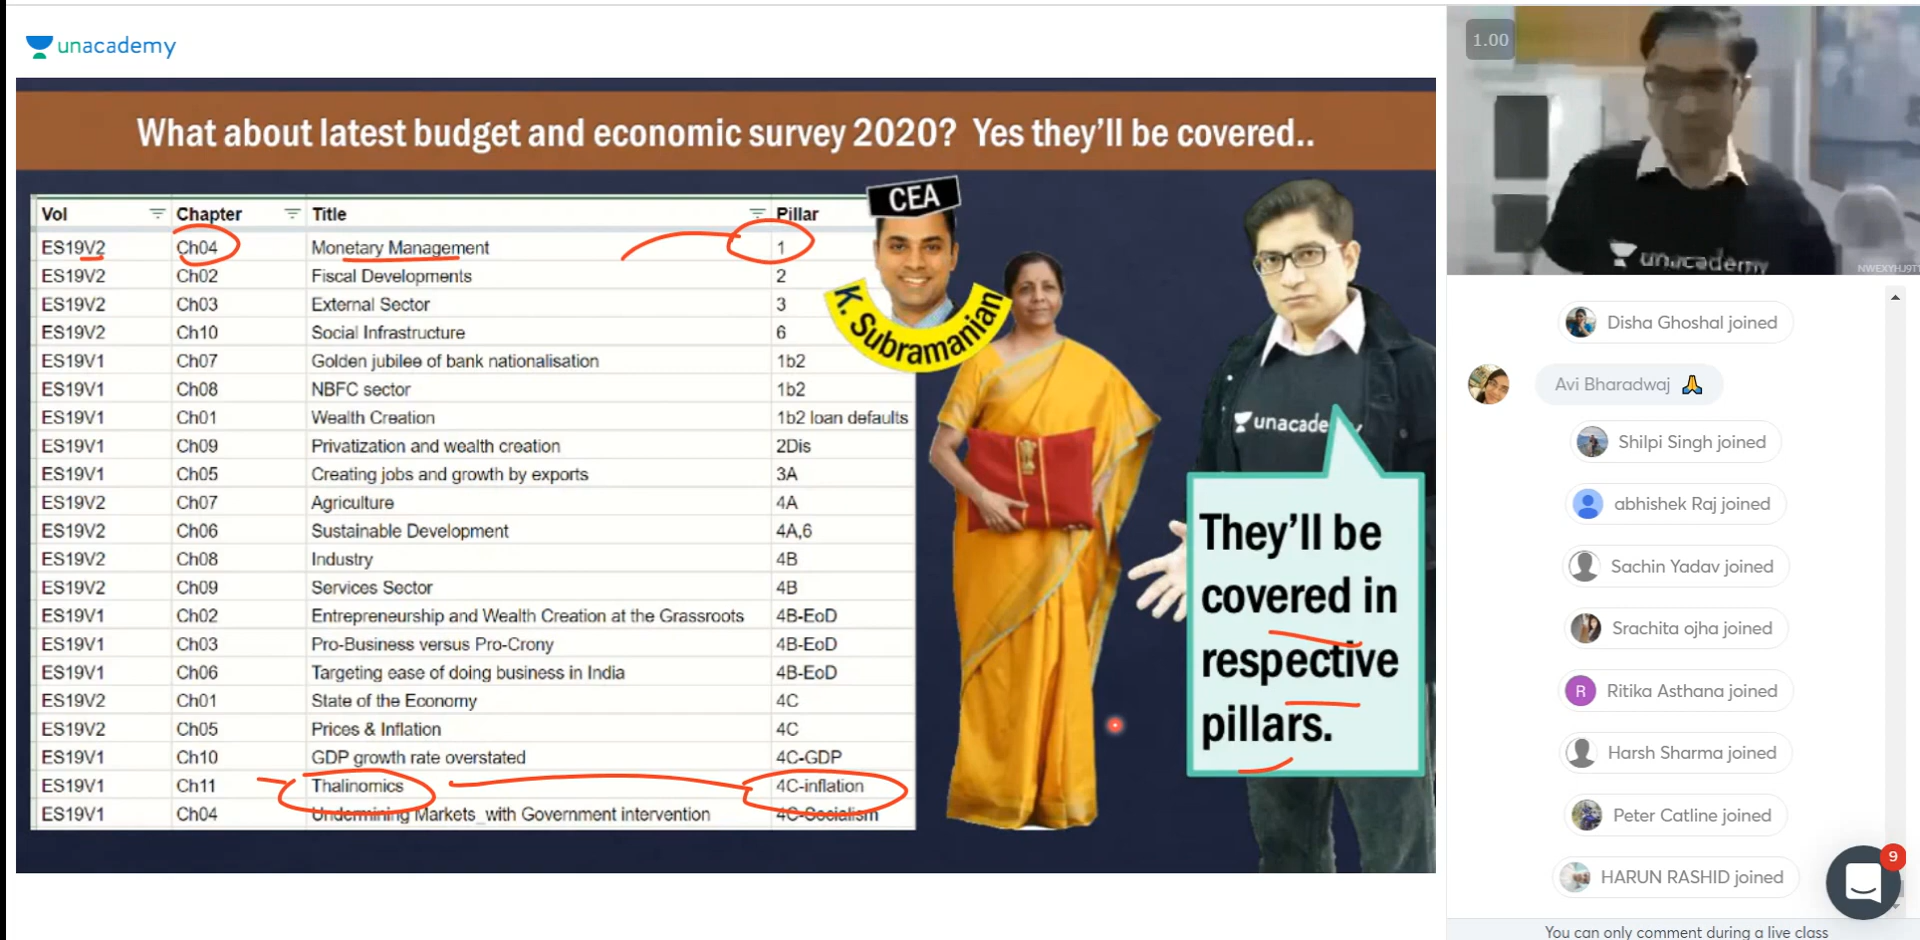 unacademy
What about latest budget and economic survey 2020? Yes they'll be covered..
Vol Chapter Title Pillar
ES19V2 Ch04 Monetary Management 1
ES19V2 Ch02 Fiscal Developments 2
ES19V2 Ch03 External Sector 3
ES19V2 Ch10 Social Infrastructure 6
ES19V1 Ch07 Golden jubilee of bank nationalisation 1b2
ES19V1 Ch08 NBFC sector 1b2
ES19V1 Ch01 Wealth Creation 1b2 loan defaults
ES19V1 Ch09 Privatization and wealth creation 2Dis
ES19V1 Ch05 Creating jobs and growth by exports 3A
ES19V2 Ch07 Agriculture 4A
ES19V2 Ch06 Sustainable Development 4A,6
ES19V2 Ch08 Industry 4B
ES19V2 Ch09 Services Sector 4B
ES19V1 Ch02 Entrepreneurship and Wealth Creation at the Grassroots 4B-EoD
ES19V1 Ch03 Pro-Business versus Pro-Crony 4B-EoD
ES19V1 Ch06 Targeting ease of doing business in India 4B-EoD
ES19V2 Ch01 State of the Economy 4C
ES19V2 Ch05 Prices & Inflation 4C
ES19V1 Ch10 GDP growth rate overstated 4C-GDP
ES19V1 Ch11 Thalinomics 4C-inflation
ES19V1 Ch04 Undermining Markets_with Government intervention 4C-Socialism
CEA
K. Subramanian
unacade
They'll be
covered in
respective
pillars.
1.00
unacademy
Disha Ghoshal joined
Avi Bharadwaj 🙏
Shilpi Singh joined
abhishek Raj joined
Sachin Yadav joined
Srachita ojha joined
R Ritika Asthana joined
Harsh Sharma joined
Peter Catline joined
HARUN RASHID joined
9
You can only comment during a live class